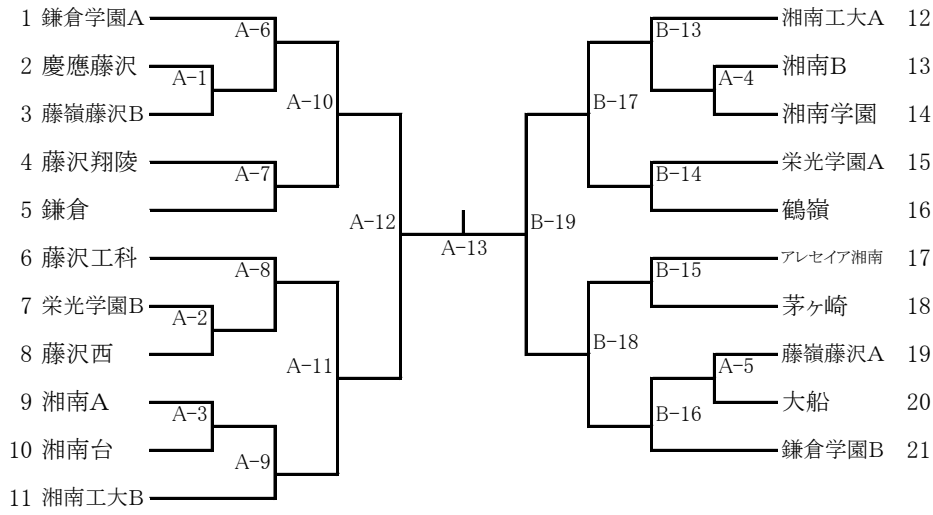 1 鎌倉学園A
2 慶應藤沢
3 藤嶺藤沢B
4 藤沢翔陵
5 鎌倉
6 藤沢工科
7 栄光学園B
8 藤沢西
9 湘南A
10 湘南台
11 湘南工大B
A-6
A-1
A-10
A-7
A-12
A-8
A-2
A-11
A-3
A-9
A-13
B-13
A-4
B-17
B-14
B-19
B-15
B-18
A-5
B-16
湘南工大A 12
湘南B 13
湘南学園 14
栄光学園A 15
鶴嶺 16
アレセイア湘南 17
茅ヶ崎 18
藤嶺藤沢A 19
大船 20
鎌倉学園B 21